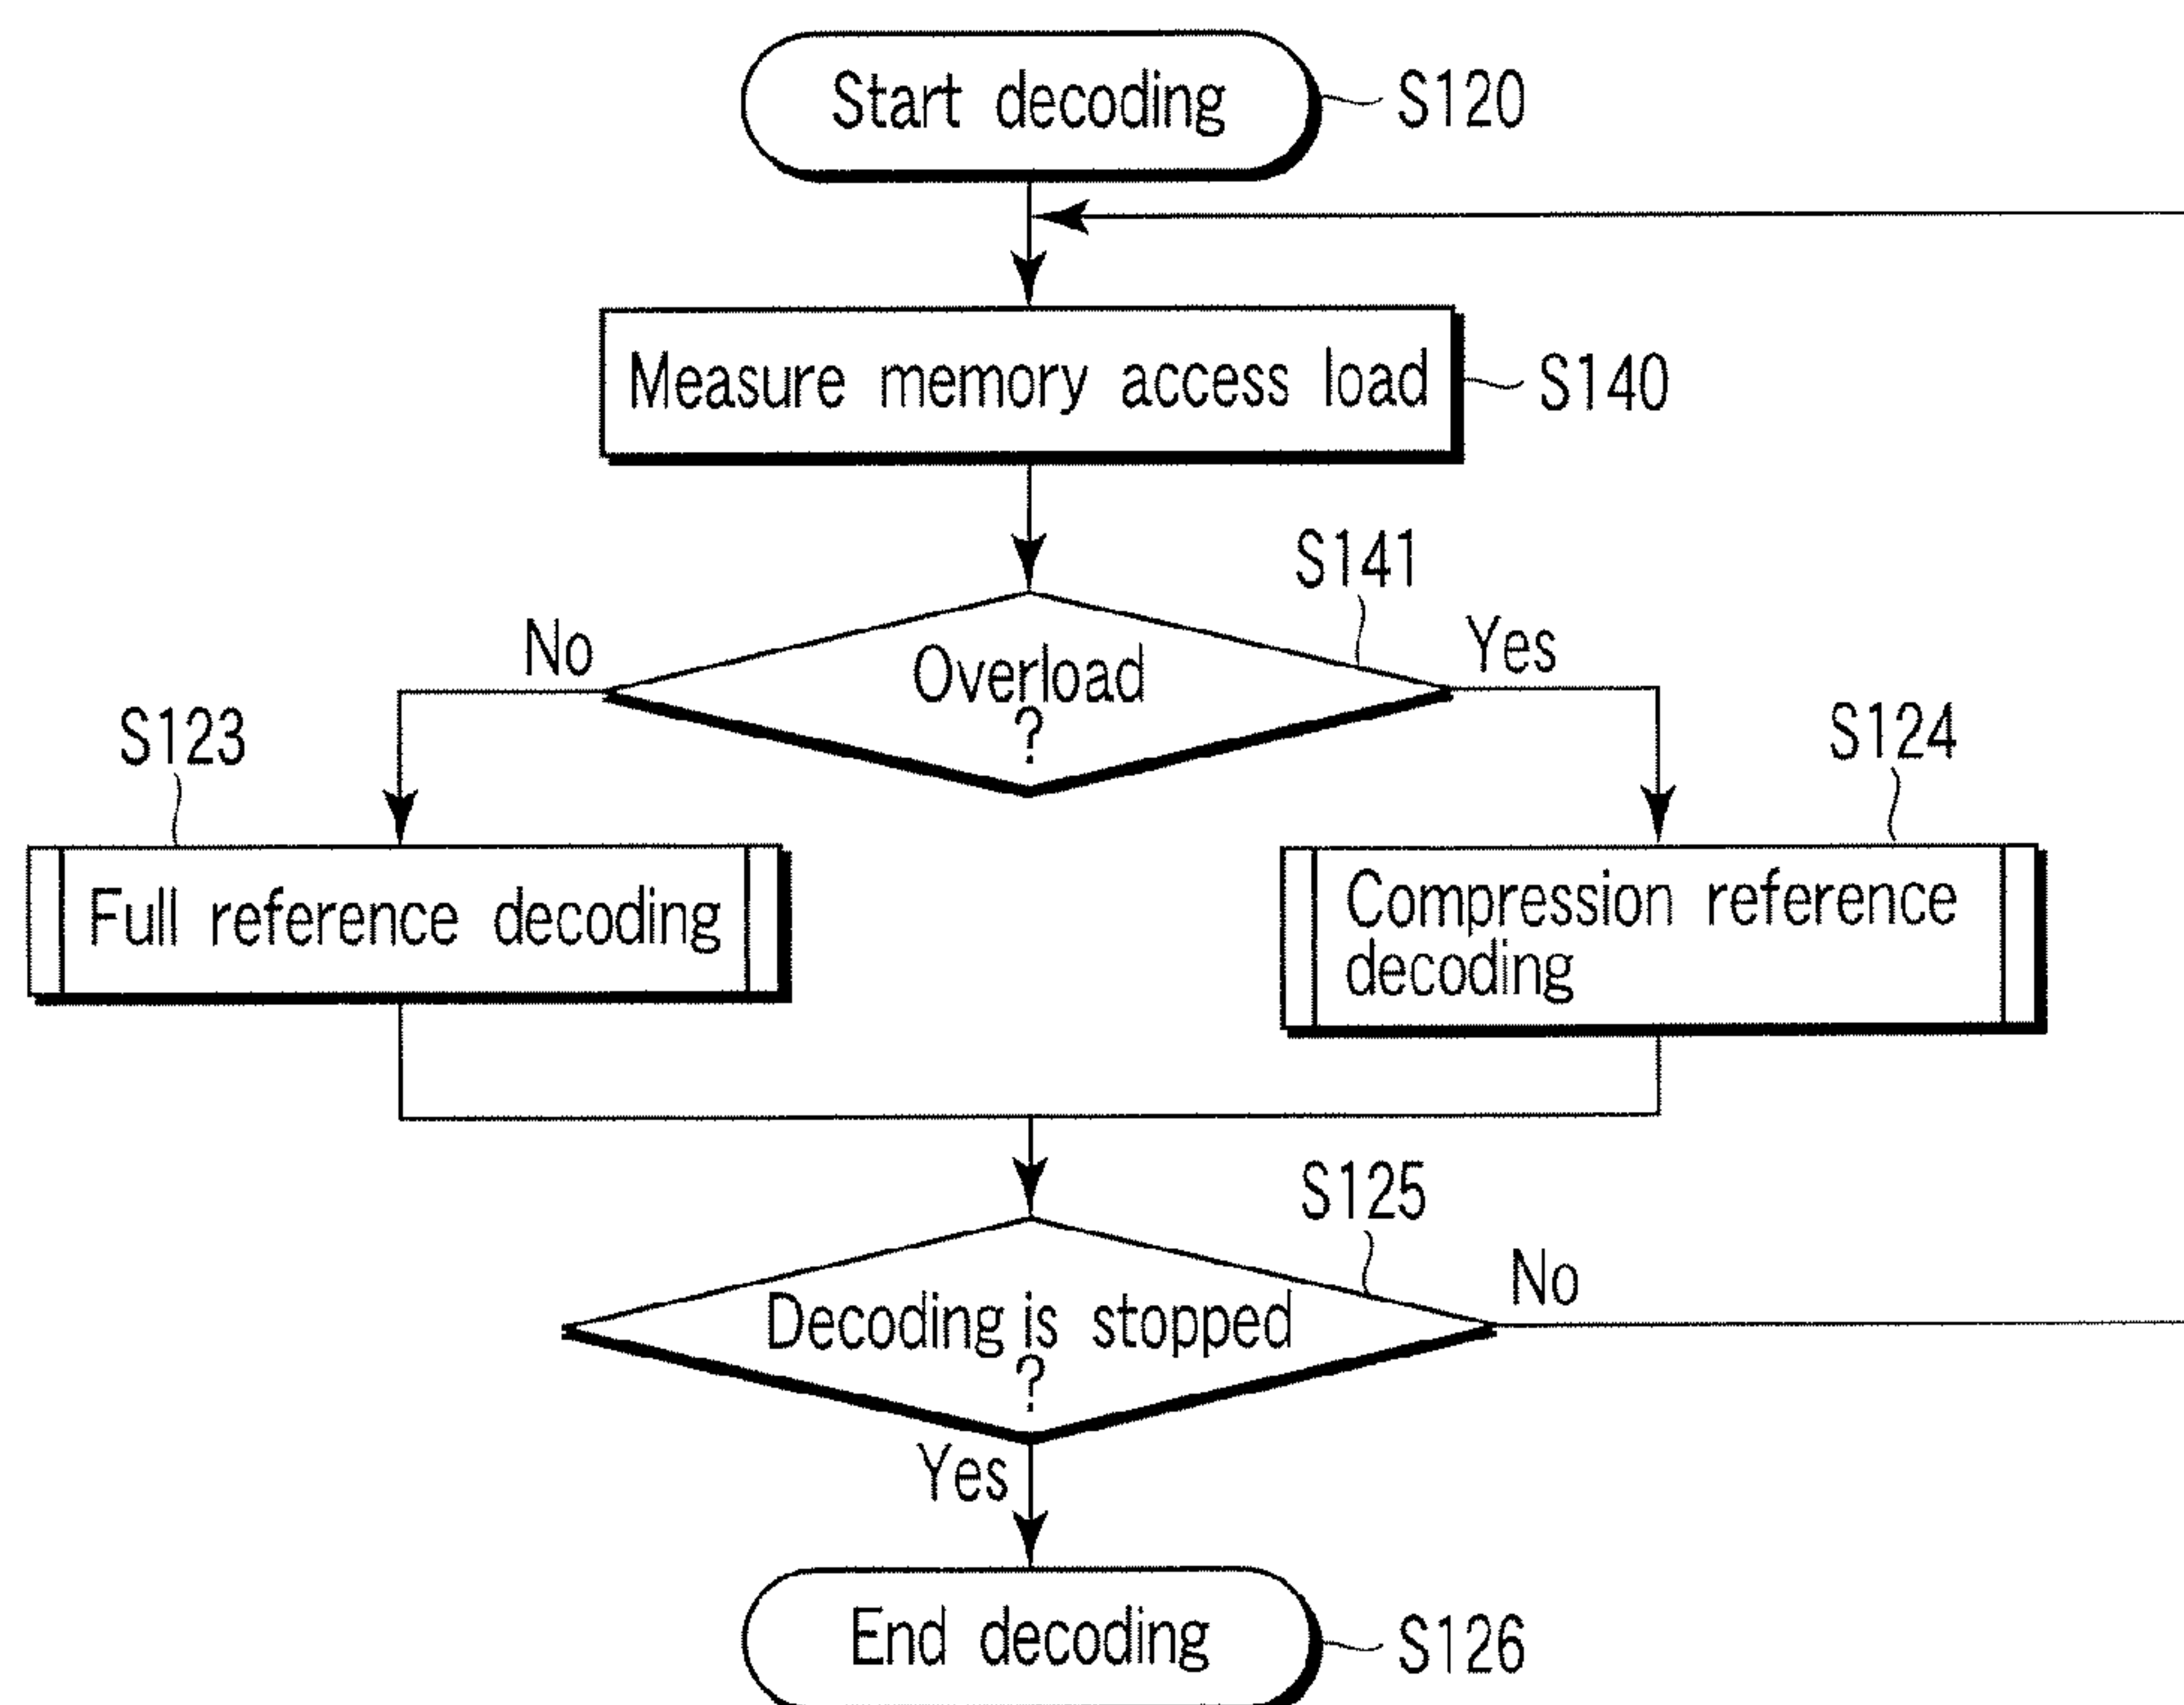 Start decoding
S120
Measure memory access load
S140
S141
No
Overload
?
Yes
S123
S124
Full reference decoding
Compression reference
decoding
S125
Decoding is stopped
?
No
Yes
End decoding
S126